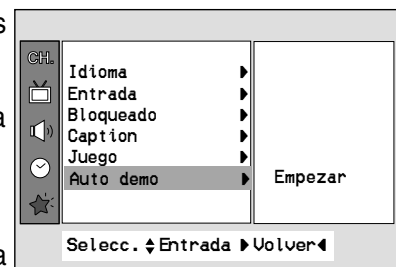 s
a
a
CH.
Idioma
Entrada
Bloqueado
Caption
Juego
Auto demo
Empezar
Selecc. Entrada Volver